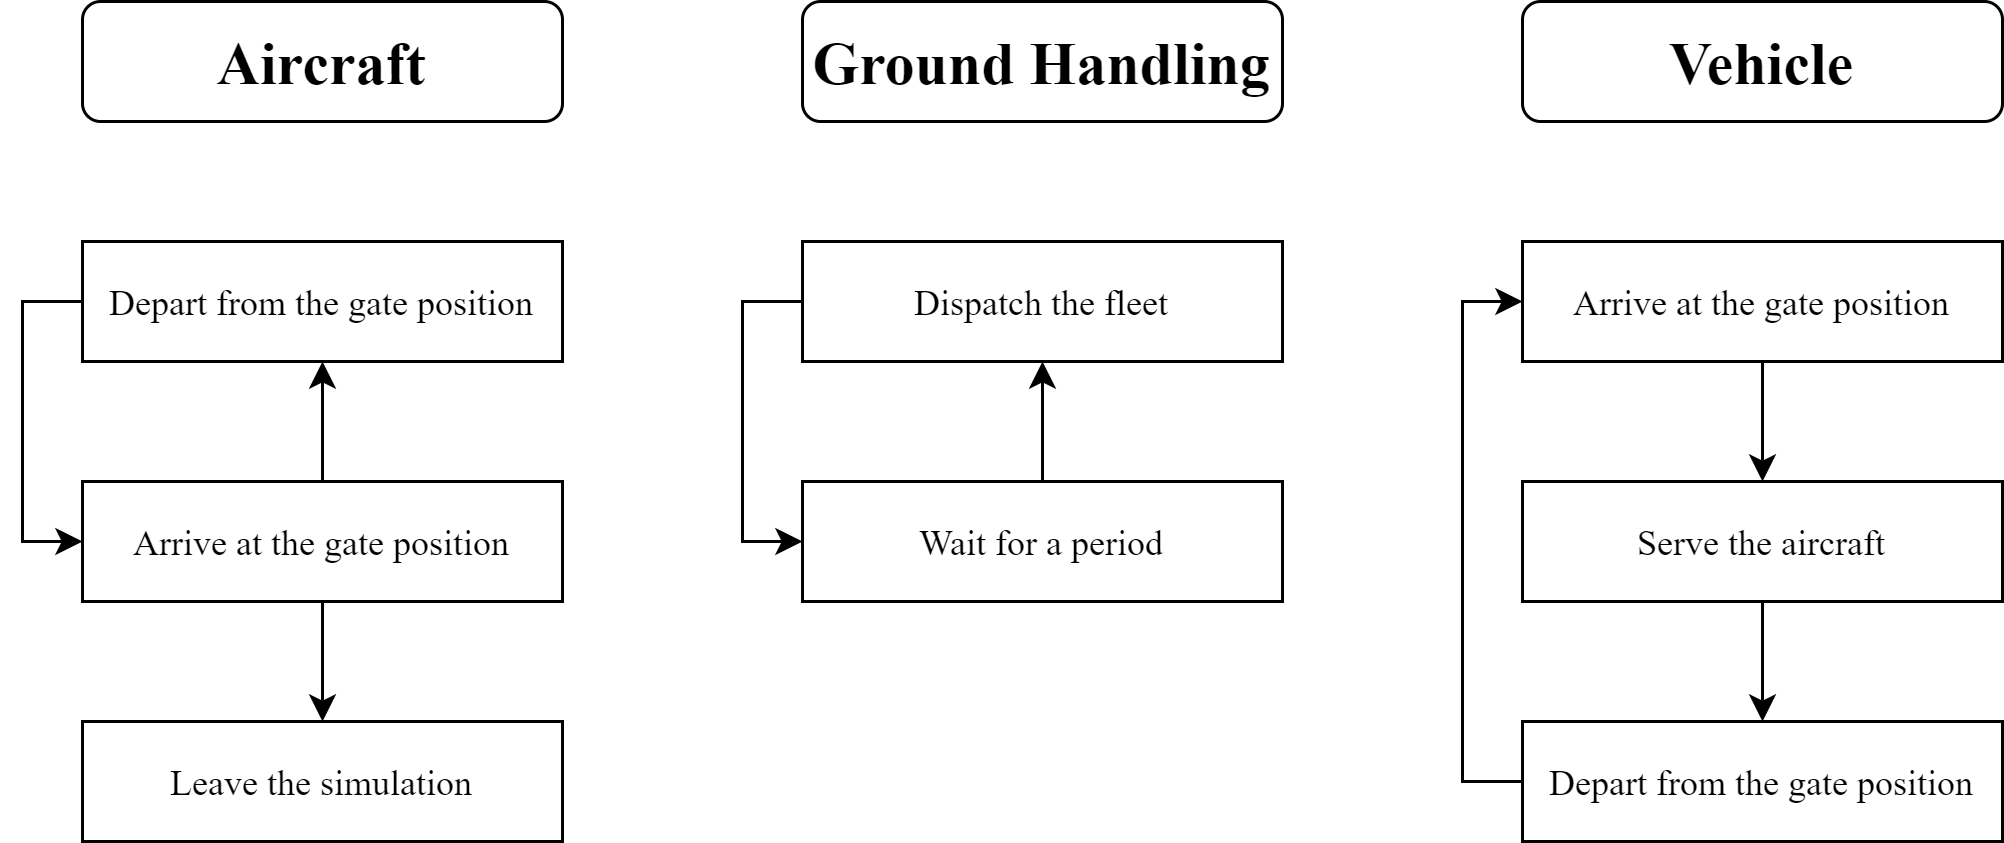 Aircraft
Ground Handling
Vehicle
Depart from the gate position
Dispatch the fleet
Arrive at the gate position
Arrive at the gate position
Wait for a period
Serve the aircraft
Leave the simulation
Depart from the gate position